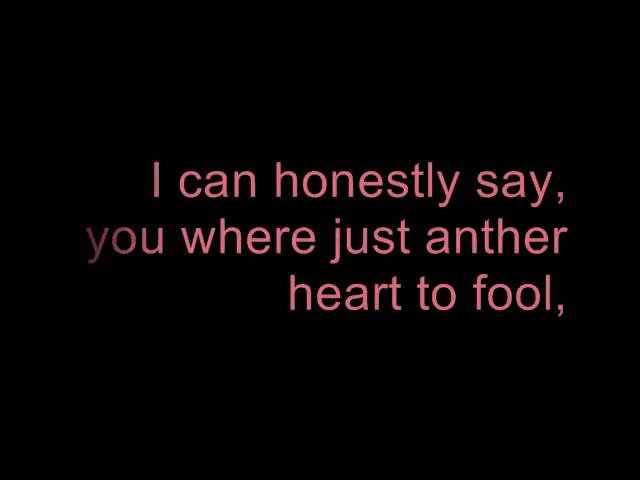 I can honestly say,
you where just anther
heart to fool,